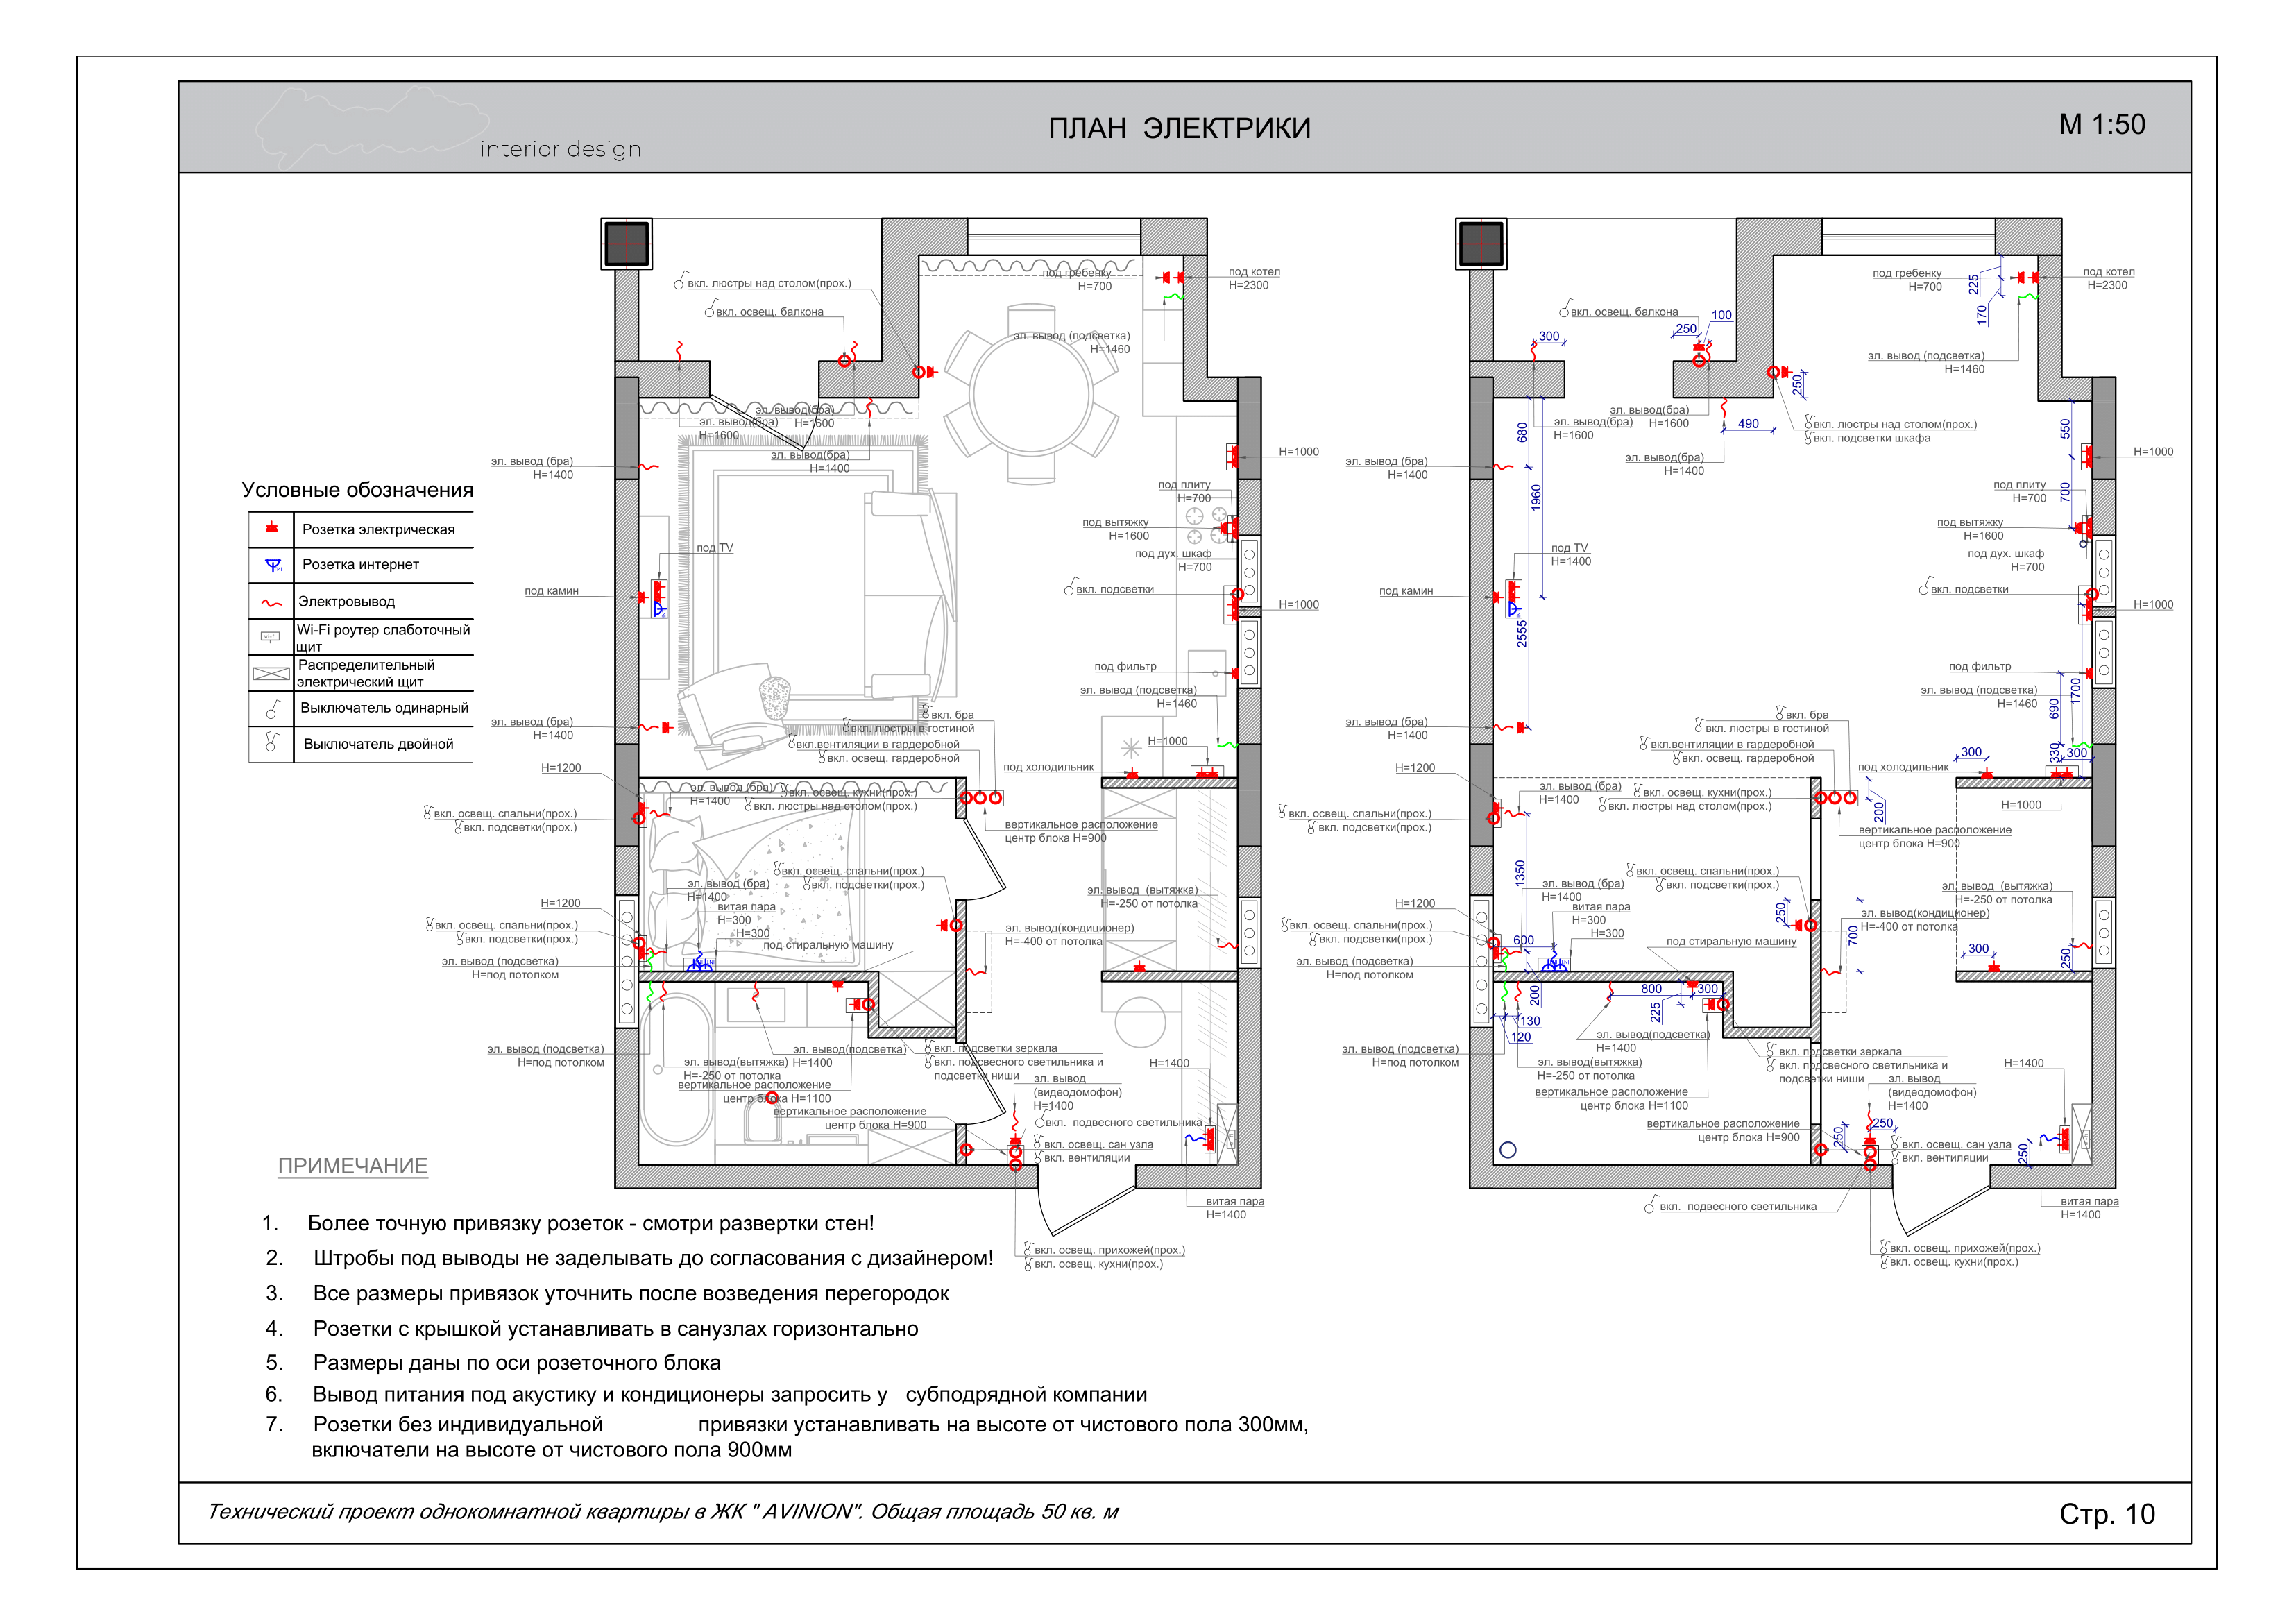 interior design
ПЛАН ЭЛЕКТРИКИ
М 1:50
Условные обозначения
Розетка электрическая
Розетка интернет
Электровывод
Wi-Fi роутер слаботочный
щит
Распределительный
электрический щит
Выключатель одинарный
Выключатель двойной
вкл. люстры над столом(прох.)
вкл. освещ. балкона
под гребенку
H=700
под котел
H=2300
эл. вывод (подсветка)
H=1460
эл. вывод(бра)
H=1600
эл. вывод(бра)
H=1600
эл. вывод(бра)
H=1400
эл. вывод (бра)
H=1400
H=1000
под плиту
H=700
под вытяжку
H=1600
под дух. шкаф
H=700
под TV
под камин
вкл. подсветки
H=1000
под фильтр
эл. вывод (подсветка)
H=1460
эл. вывод (бра)
H=1400
вкл. бра
вкл. люстры в гостиной
вкл.вентиляции в гардеробной
вкл. освещ. гардеробной
H=1000
под холодильник
H=1200
эл. вывод (бра)
H=1400
вкл. освещ. кухни(прох.)
вкл. люстры над столом(прох.)
вкл. освещ. спальни(прох.)
вкл. подсветки(прох.)
вертикальное расположение
центр блока H=900
вкл. освещ. спальни(прох.)
вкл. подсветки(прох.)
эл. вывод (бра)
H=1400
витая пара
H=300
H=300
эл. вывод (вытяжка)
H=-250 от потолка
H=1200
вкл. освещ. спальни(прох.)
вкл. подсветки(прох.)
эл. вывод(кондиционер)
H=-400 от потолка
под стиральную машину
эл. вывод (подсветка)
H=под потолком
эл. вывод (подсветка)
H=под потолком
эл. вывод(вытяжка)
H=-250 от потолка
эл. вывод(подсветка)
H=1400
вкл. подсветки зеркала
вкл. подвесного светильника и
подсветки ниши
вертикальное расположение
центр блока H=1100
H=1400
эл. вывод
(видеодомофон)
H=1400
вертикальное расположение
центр блока H=900
вкл. подвесного светильника
вкл. освещ. сан узла
вкл. вентиляции
витая пара
H=1400
вкл. освещ. прихожей(прох.)
вкл. освещ. кухни(прох.)
под гребенку
H=700
225
170
под котел
H=2300
вкл. освещ. балкона
300
250
100
эл. вывод (подсветка)
H=1460
250
эл. вывод(бра)
H=1600
эл. вывод(бра)
H=1600
490
вкл. люстры над столом(прох.)
вкл. подсветки шкафа
680
550
эл. вывод(бра)
H=1400
эл. вывод (бра)
H=1400
H=1000
1960
700
под плиту
H=700
под вытяжку
H=1600
под TV
H=1400
под дух. шкаф
H=700
под камин
вкл. подсветки
H=1000
2555
под фильтр
эл. вывод (подсветка)
H=1460
690
1700
эл. вывод (бра)
H=1400
вкл. бра
вкл. люстры в гостиной
вкл.вентиляции в гардеробной
вкл. освещ. гардеробной
300
330
300
под холодильник
H=1200
эл. вывод (бра)
H=1400
вкл. освещ. кухни(прох.)
вкл. люстры над столом(прох.)
200
H=1000
вкл. освещ. спальни(прох.)
вкл. подсветки(прох.)
вертикальное расположение
центр блока H=900
1350
вкл. освещ. спальни(прох.)
вкл. подсветки(прох.)
эл. вывод (бра)
H=1400
витая пара
H=300
H=300
эл. вывод (вытяжка)
H=-250 от потолка
H=1200
250
вкл. освещ. спальни(прох.)
вкл. подсветки(прох.)
эл. вывод(кондиционер)
H=-400 от потолка
700
600
под стиральную машину
300
250
эл. вывод (подсветка)
H=под потолком
200
800
300
225
130
120
эл. вывод(подсветка)
H=1400
эл. вывод (подсветка)
H=под потолком
эл. вывод(вытяжка)
H=-250 от потолка
вкл. подсветки зеркала
вкл. подвесного светильника и
подсветки ниши
вертикальное расположение
центр блока H=1100
H=1400
эл. вывод
(видеодомофон)
H=1400
вертикальное расположение
центр блока H=900
250
250
250
вкл. освещ. сан узла
вкл. вентиляции
вкл. подвесного светильника
витая пара
H=1400
вкл. освещ. прихожей(прох.)
вкл. освещ. кухни(прох.)
ПРИМЕЧАНИЕ
1. Более точную привязку розеток - смотри развертки стен!
2. Штробы под выводы не заделывать до согласования с дизайнером!
3. Все размеры привязок уточнить после возведения перегородок
4. Розетки с крышкой устанавливать в санузлах горизонтально
5. Размеры даны по оси розеточного блока
6. Вывод питания под акустику и кондиционеры запросить у субподрядной компании
7. Розетки без индивидуальной привязки устанавливать на высоте от чистового пола 300мм,
включатели на высоте от чистового пола 900мм
Технический проект однокомнатной квартиры в ЖК " AVINION". Общая площадь 50 кв. м
Стр. 10